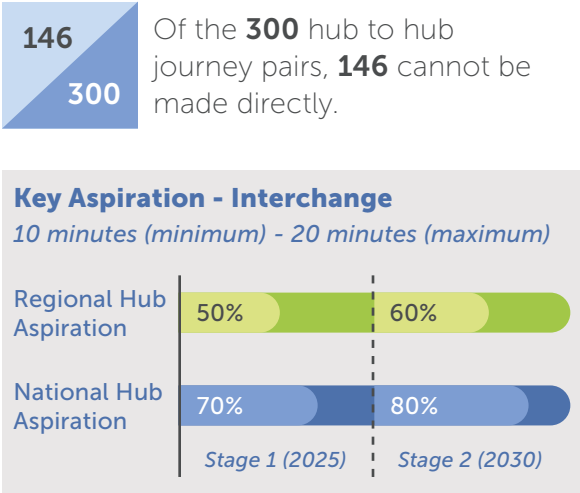 146
300
Of the 300 hub to hub
journey pairs, 146 cannot be
made directly.
Key Aspiration - Interchange
10 minutes (minimum) - 20 minutes (maximum)
Regional Hub
Aspiration
50%
60%
National Hub
Aspiration
70%
80%
Stage 1 (2025)
Stage 2 (2030)